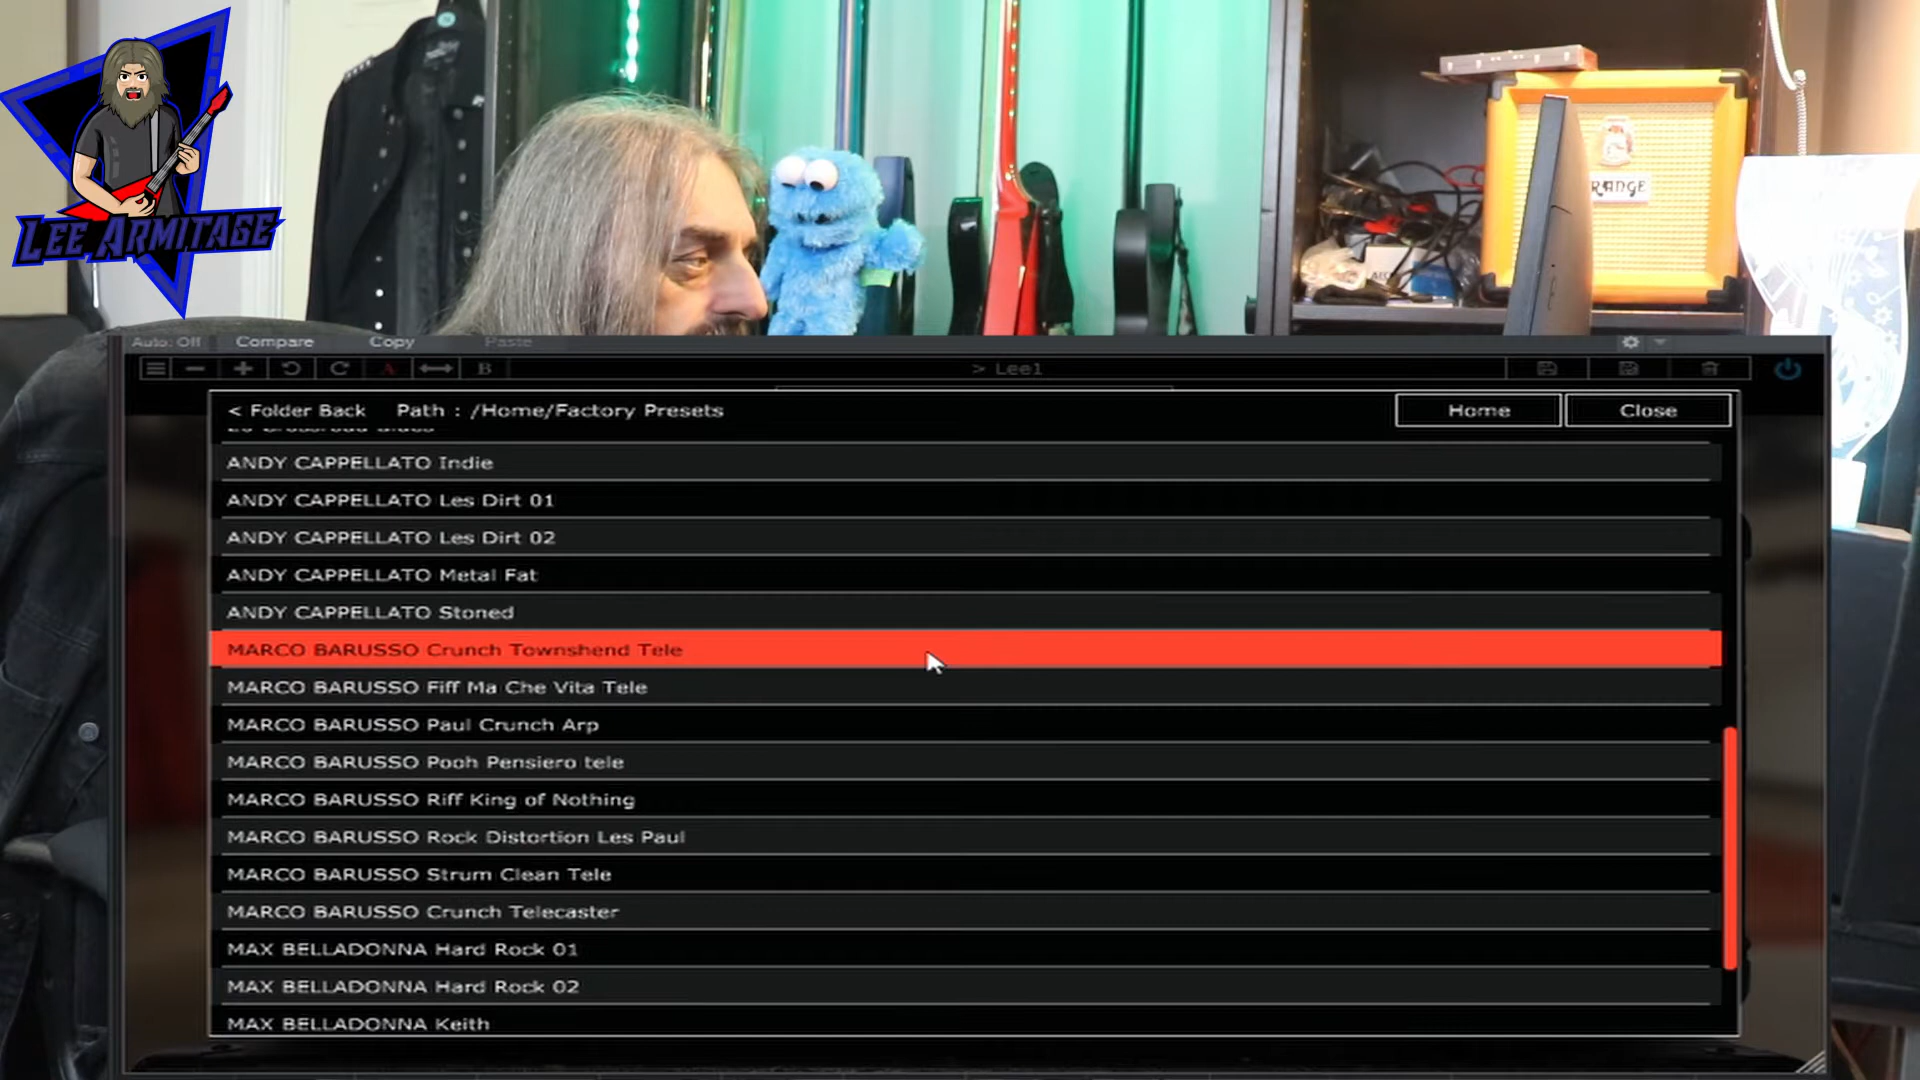 LEE ARMITAGE
ORANGE
Auto: Off Compare Copy Paste
A B > Lee1
< Folder Back Path : /Home/Factory Presets Home Close
ANDY CAPPELLATO Indie
ANDY CAPPELLATO Les Dirt 01
ANDY CAPPELLATO Les Dirt 02
ANDY CAPPELLATO Metal Fat
ANDY CAPPELLATO Stoned
MARCO BARUSSO Crunch Townshend Tele
MARCO BARUSSO Fiff Ma Che Vita Tele
MARCO BARUSSO Paul Crunch Arp
MARCO BARUSSO Pooh Pensiero tele
MARCO BARUSSO Riff King of Nothing
MARCO BARUSSO Rock Distortion Les Paul
MARCO BARUSSO Strum Clean Tele
MARCO BARUSSO Crunch Telecaster
MAX BELLADONNA Hard Rock 01
MAX BELLADONNA Hard Rock 02
MAX BELLADONNA Keith